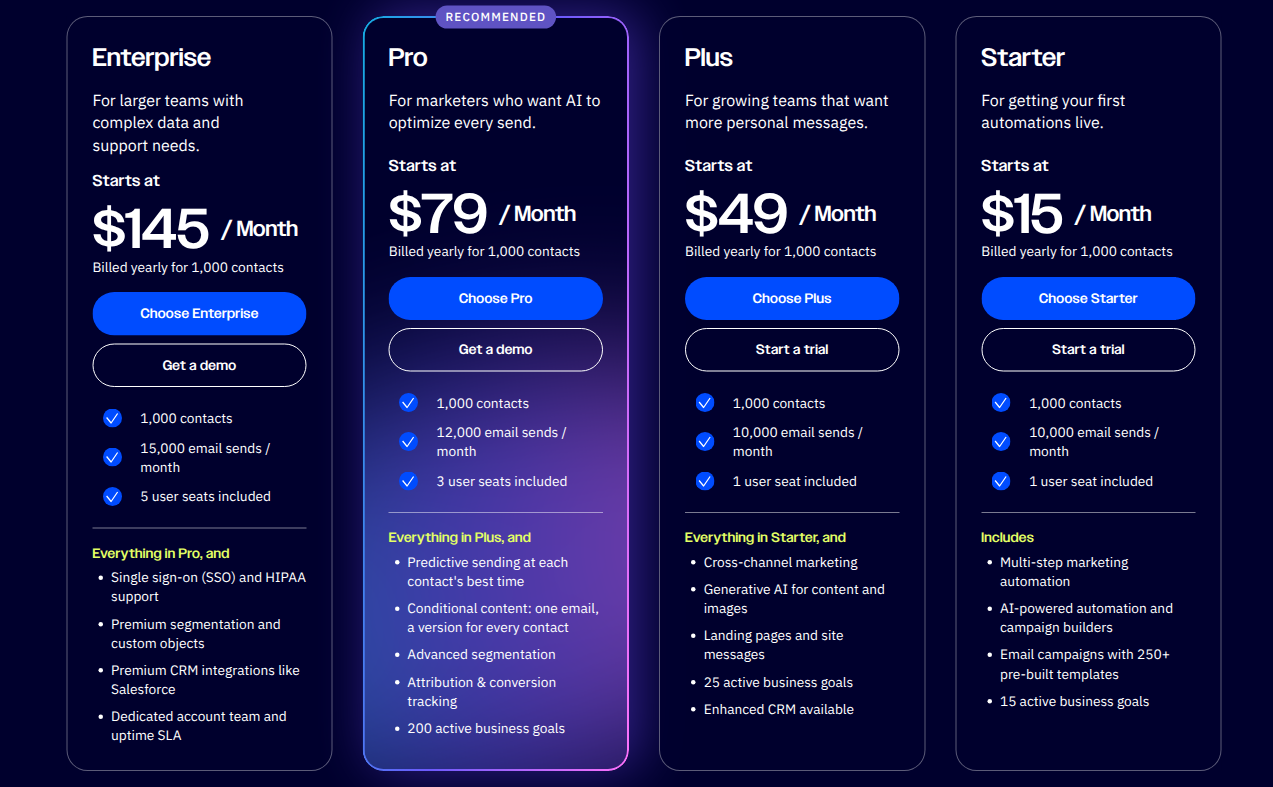 RECOMMENDED
Enterprise
For larger teams with
complex data and
support needs.
Starts at
$145 / Month
Billed yearly for 1,000 contacts
Choose Enterprise
Get a demo
1,000 contacts
15,000 email sends /
month
5 user seats included
Everything in Pro, and
• Single sign-on (SSO) and HIPAA
support
• Premium segmentation and
custom objects
• Premium CRM integrations like
Salesforce
• Dedicated account team and
uptime SLA
Pro
For marketers who want AI to
optimize every send.
Starts at
$79 / Month
Billed yearly for 1,000 contacts
Choose Pro
Get a demo
1,000 contacts
12,000 email sends /
month
3 user seats included
Everything in Plus, and
• Predictive sending at each
contact's best time
• Conditional content: one email,
a version for every contact
• Advanced segmentation
• Attribution & conversion
tracking
• 200 active business goals
Plus
For growing teams that want
more personal messages.
Starts at
$49 / Month
Billed yearly for 1,000 contacts
Choose Plus
Start a trial
1,000 contacts
10,000 email sends /
month
1 user seat included
Everything in Starter, and
• Cross-channel marketing
• Generative AI for content and
images
• Landing pages and site
messages
• 25 active business goals
• Enhanced CRM available
Starter
For getting your first
automations live.
Starts at
$15 / Month
Billed yearly for 1,000 contacts
Choose Starter
Start a trial
1,000 contacts
10,000 email sends /
month
1 user seat included
Includes
• Multi-step marketing
automation
• AI-powered automation and
campaign builders
• Email campaigns with 250+
pre-built templates
• 15 active business goals